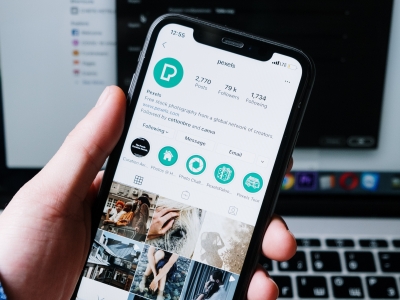 12:55
pexels
2,770
Posts
79 k
Followers
1,734
Following
Pexels
Free stock photography from a global network of creators.
www.pexels.com
Followed by cottonbro and canva
Following
Message
Email